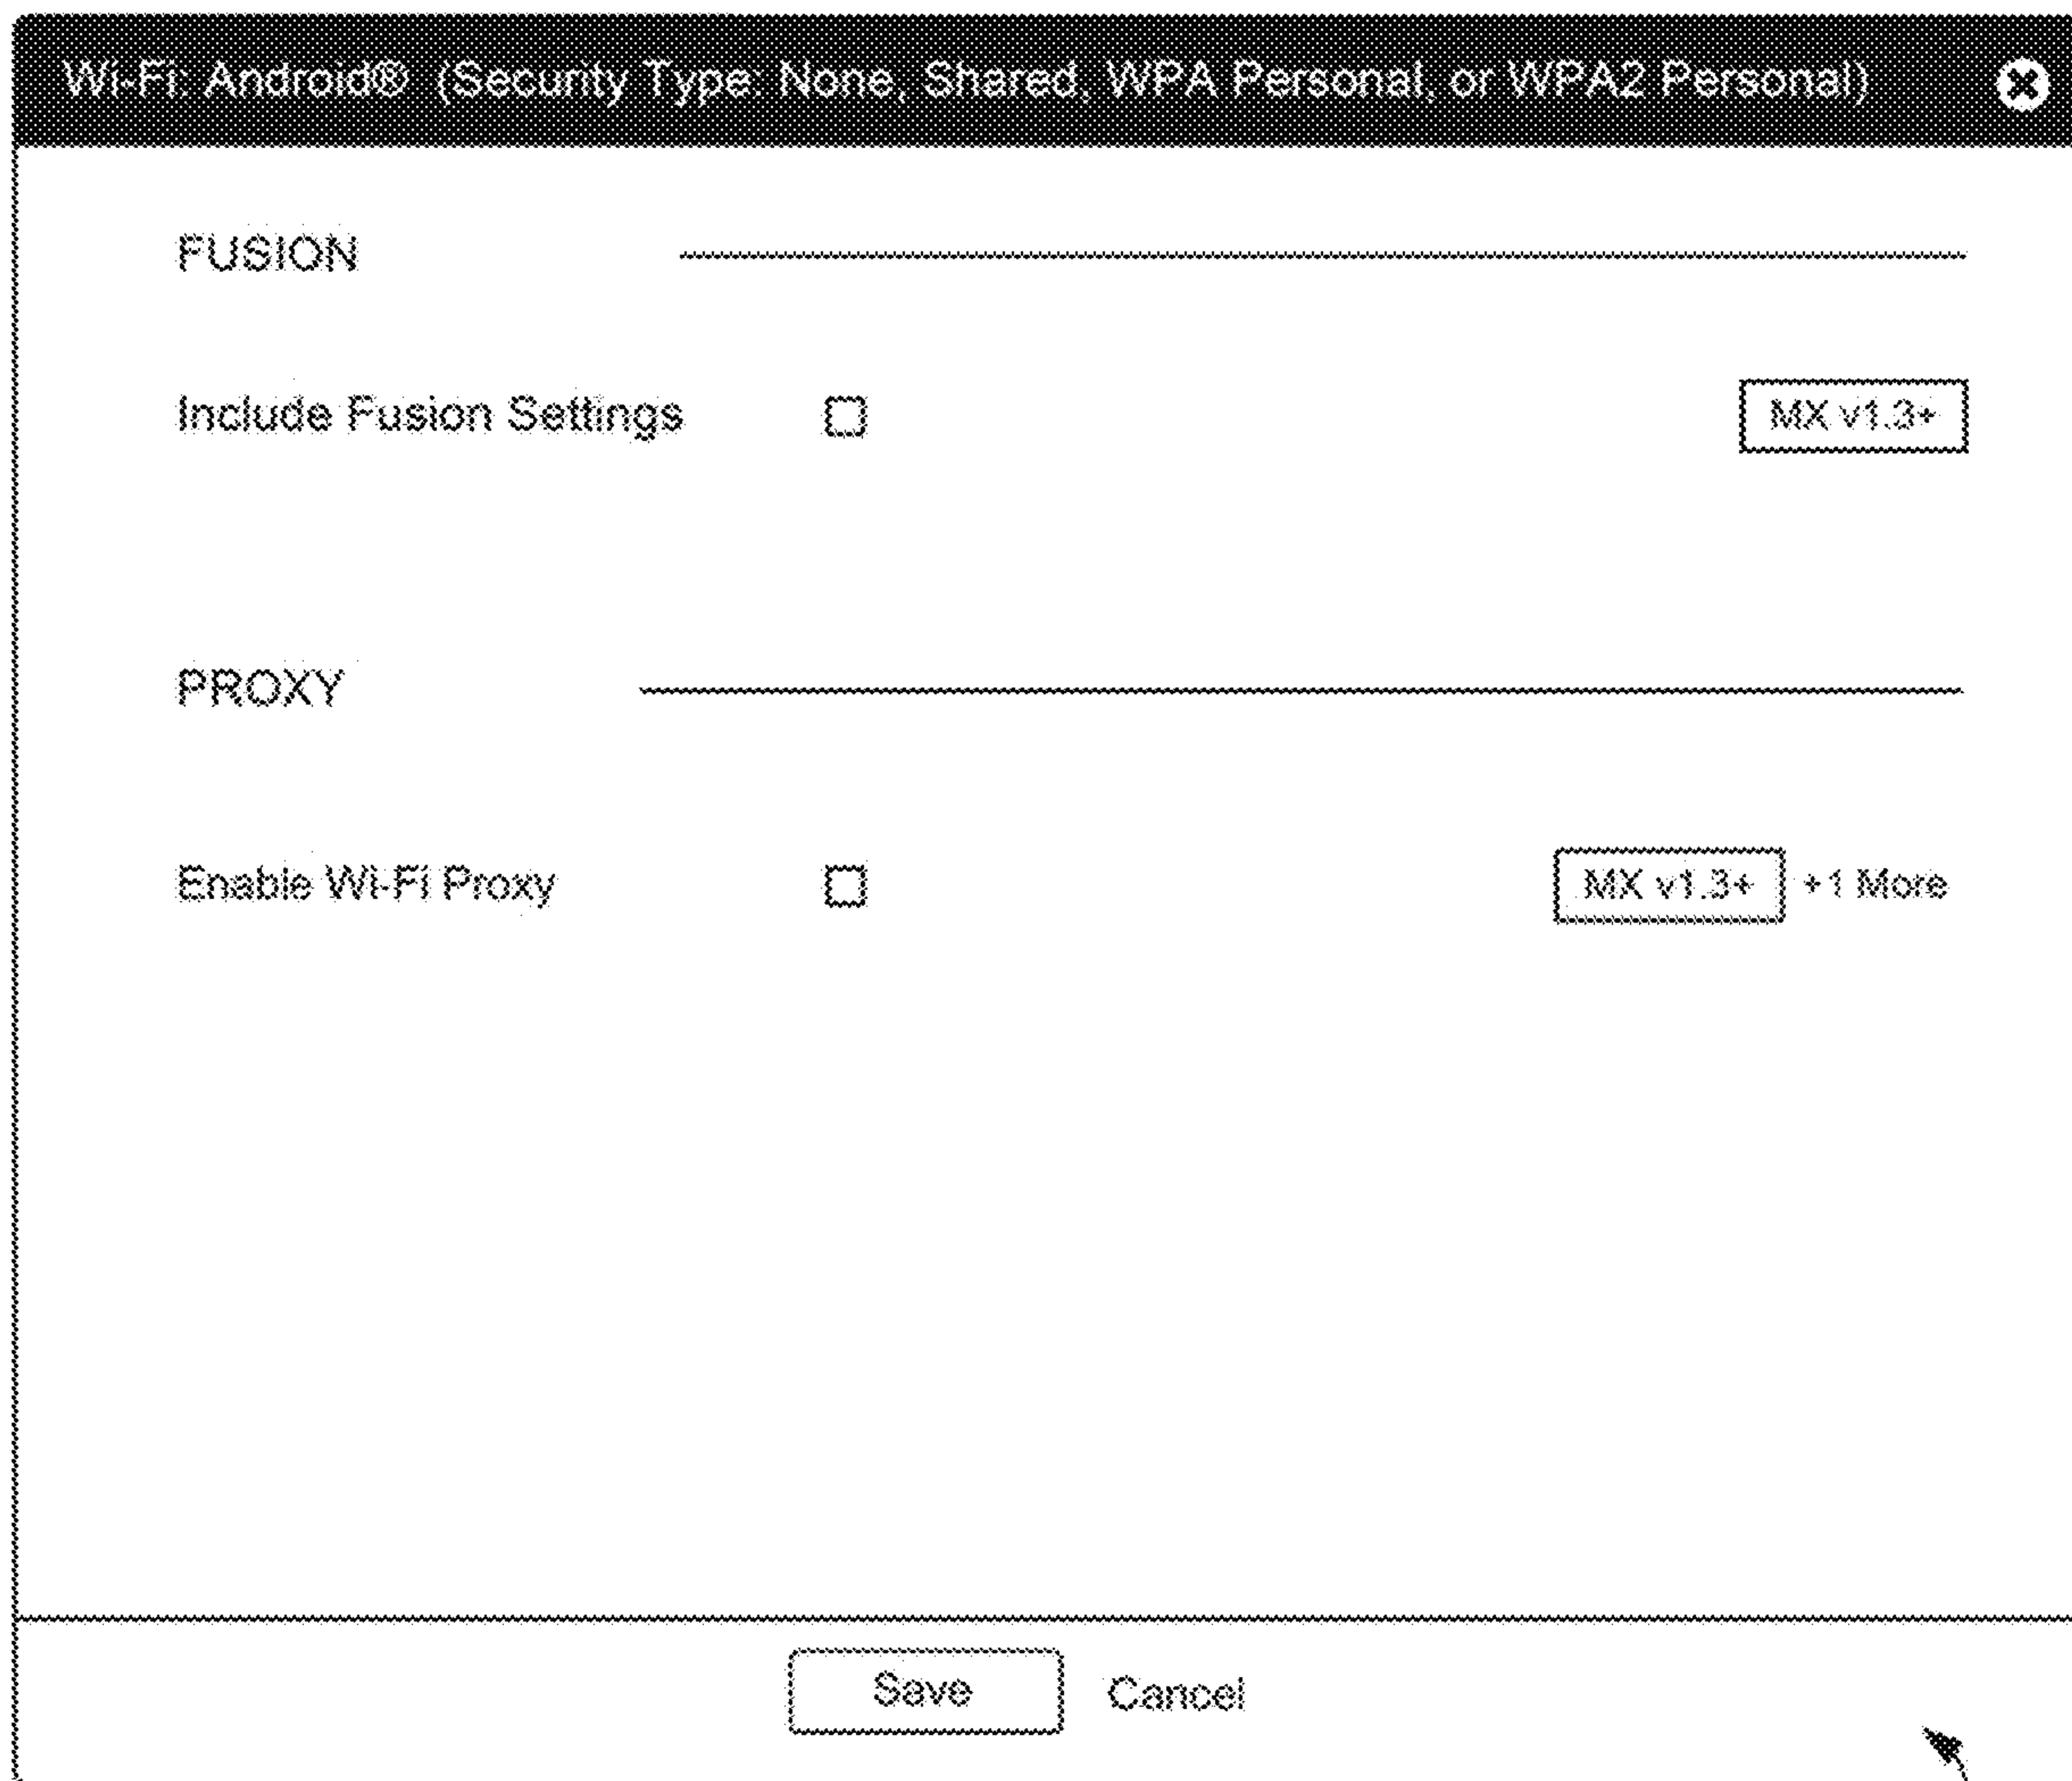 Wi-Fi: Android® (Security Type: None, Shared, WPA Personal, or WPA2 Personal)
FUSION
Include Fusion Settings MX v1.3+
PROXY
Enable Wi-Fi Proxy MX v1.3+ +1 More
Save Cancel